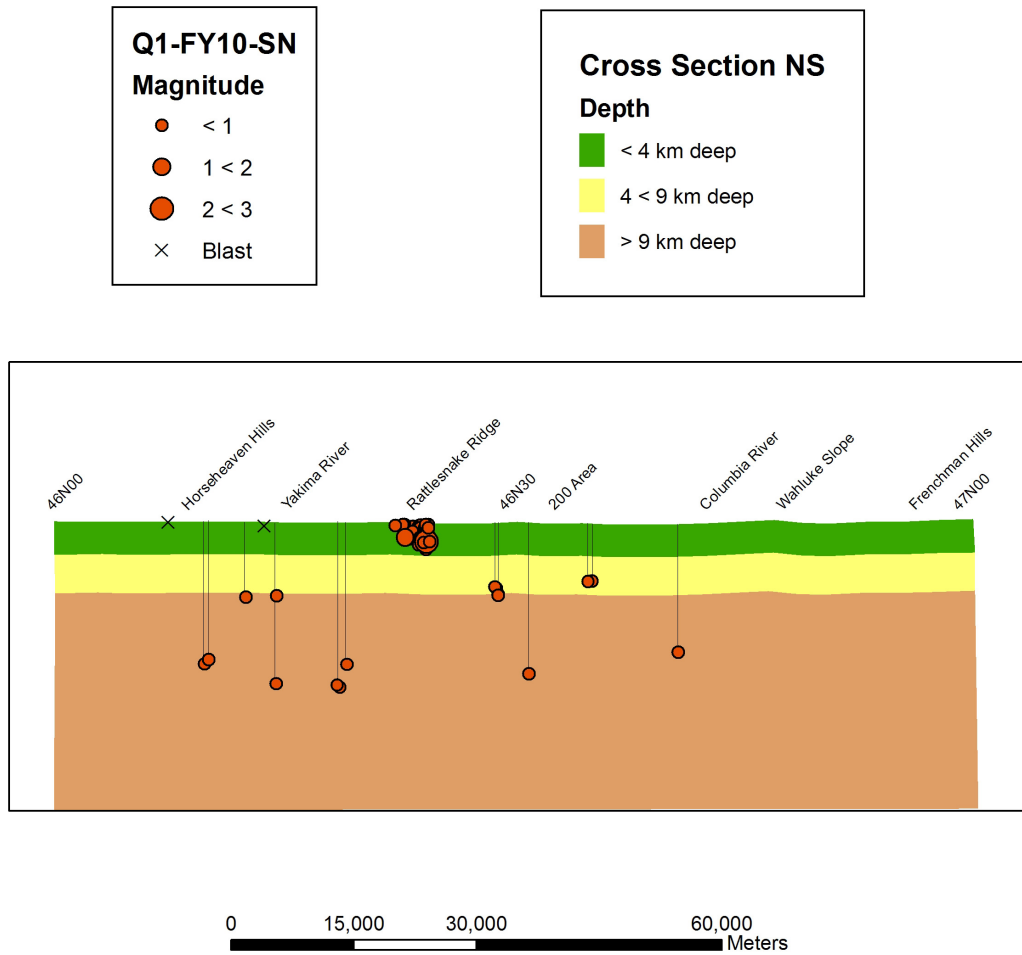 Q1-FY10-SN
Magnitude
< 1
1 < 2
2 < 3
Blast
Cross Section NS
Depth
< 4 km deep
4 < 9 km deep
> 9 km deep
46N00
Horseheaven Hills
Yakima River
Rattlesnake Ridge
46N30
200 Area
Columbia River
Wahluke Slope
Frenchman Hills
47N00
0 15,000 30,000 60,000
Meters